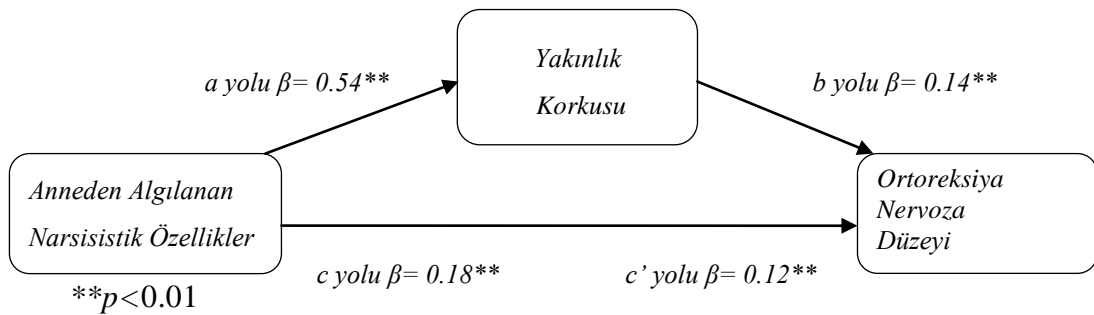 Yakınlık
Korkusu
a yolu β= 0.54**
b yolu β= 0.14**
Anneden Algılanan
Narsisistik Özellikler
Ortoreksiya
Nervoza
Düzeyi
c yolu β= 0.18**
c’ yolu β= 0.12**
**p<0.01